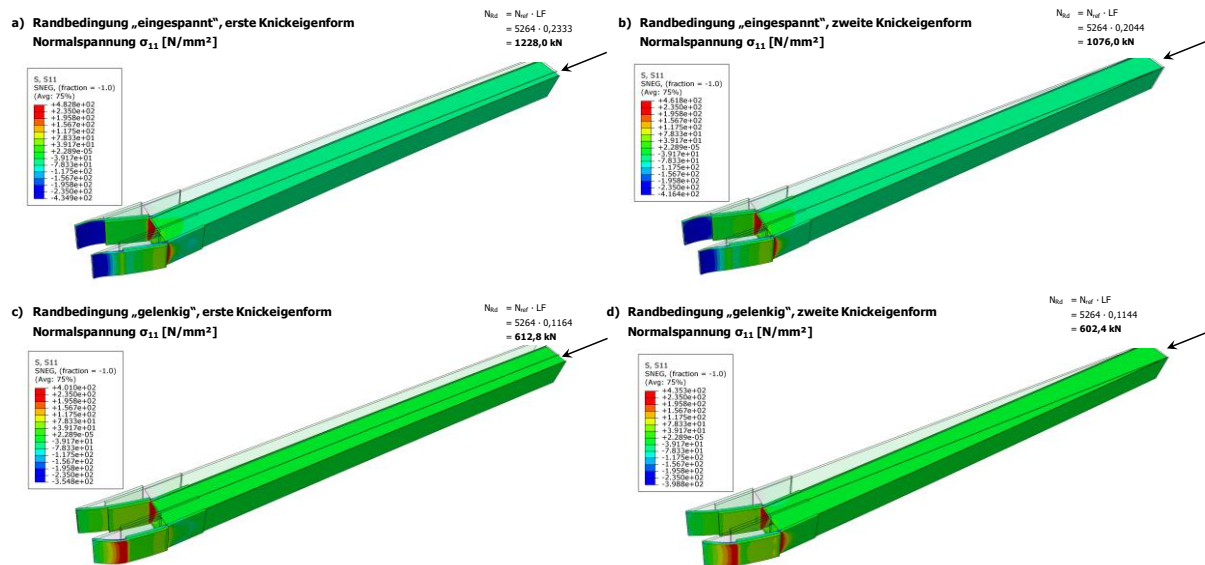 a) Randbedingung „eingespannt“, erste Knickeigenform
Normalspannung σ11 [N/mm²]
NRd = Nref · LF
= 5264 · 0,2333
= 1228,0 kN
S, S11
SNEG, (fraction = -1.0)
(Avg: 75%)
+4.828e+02
+2.350e+02
+1.958e+02
+1.567e+02
+1.175e+02
+7.833e+01
+3.917e+01
+2.289e-05
-3.917e+01
-7.833e+01
-1.175e+02
-1.567e+02
-1.958e+02
-2.350e+02
-4.349e+02
b) Randbedingung „eingespannt“, zweite Knickeigenform
Normalspannung σ11 [N/mm²]
NRd = Nref · LF
= 5264 · 0,2044
= 1076,0 kN
S, S11
SNEG, (fraction = -1.0)
(Avg: 75%)
+4.618e+02
+2.350e+02
+1.958e+02
+1.567e+02
+1.175e+02
+7.833e+01
+3.917e+01
+2.289e-05
-3.917e+01
-7.833e+01
-1.175e+02
-1.567e+02
-1.958e+02
-2.350e+02
-4.164e+02
c) Randbedingung „gelenkig“, erste Knickeigenform
Normalspannung σ11 [N/mm²]
NRd = Nref · LF
= 5264 · 0,1164
= 612,8 kN
S, S11
SNEG, (fraction = -1.0)
(Avg: 75%)
+4.010e+02
+2.350e+02
+1.958e+02
+1.567e+02
+1.175e+02
+7.833e+01
+3.917e+01
+2.289e-05
-3.917e+01
-7.833e+01
-1.175e+02
-1.567e+02
-1.958e+02
-2.350e+02
-3.548e+02
d) Randbedingung „gelenkig“, zweite Knickeigenform
Normalspannung σ11 [N/mm²]
NRd = Nref · LF
= 5264 · 0,1144
= 602,4 kN
S, S11
SNEG, (fraction = -1.0)
(Avg: 75%)
+4.353e+02
+2.350e+02
+1.958e+02
+1.567e+02
+1.175e+02
+7.833e+01
+3.917e+01
+2.289e-05
-3.917e+01
-7.833e+01
-1.175e+02
-1.567e+02
-1.958e+02
-2.350e+02
-3.988e+02